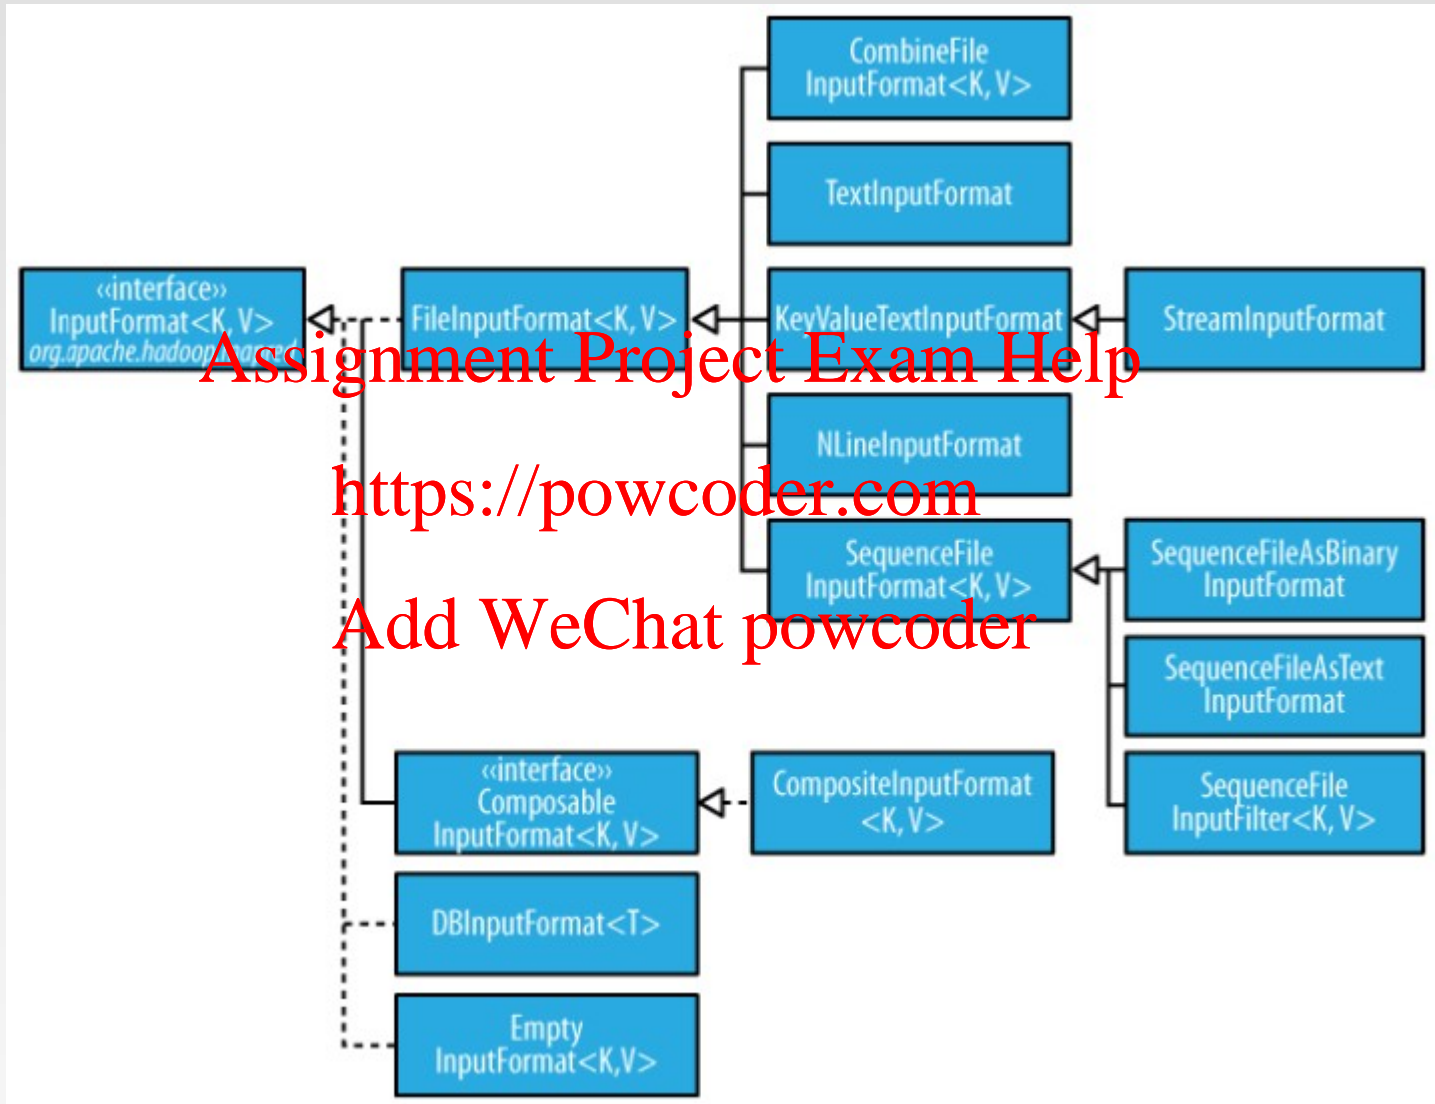 CombineFile
InputFormat<K, V>
TextInputFormat
‹‹interface››
InputFormat<K, V>
FileInputFormat<K, V>
KeyValueTextInputFormat
StreamInputFormat
Assignment Project Exam Help
NLineInputFormat
https://powcoder.com
SequenceFile
InputFormat<K, V>
SequenceFileAsBinary
InputFormat
Add WeChat powcoder
SequenceFileAsText
InputFormat
‹‹interface››
Composable
InputFormat<K, V>
CompositeInputFormat
<K, V>
SequenceFile
InputFilter<K, V>
DBInputFormat<T>
Empty
InputFormat<K,V>